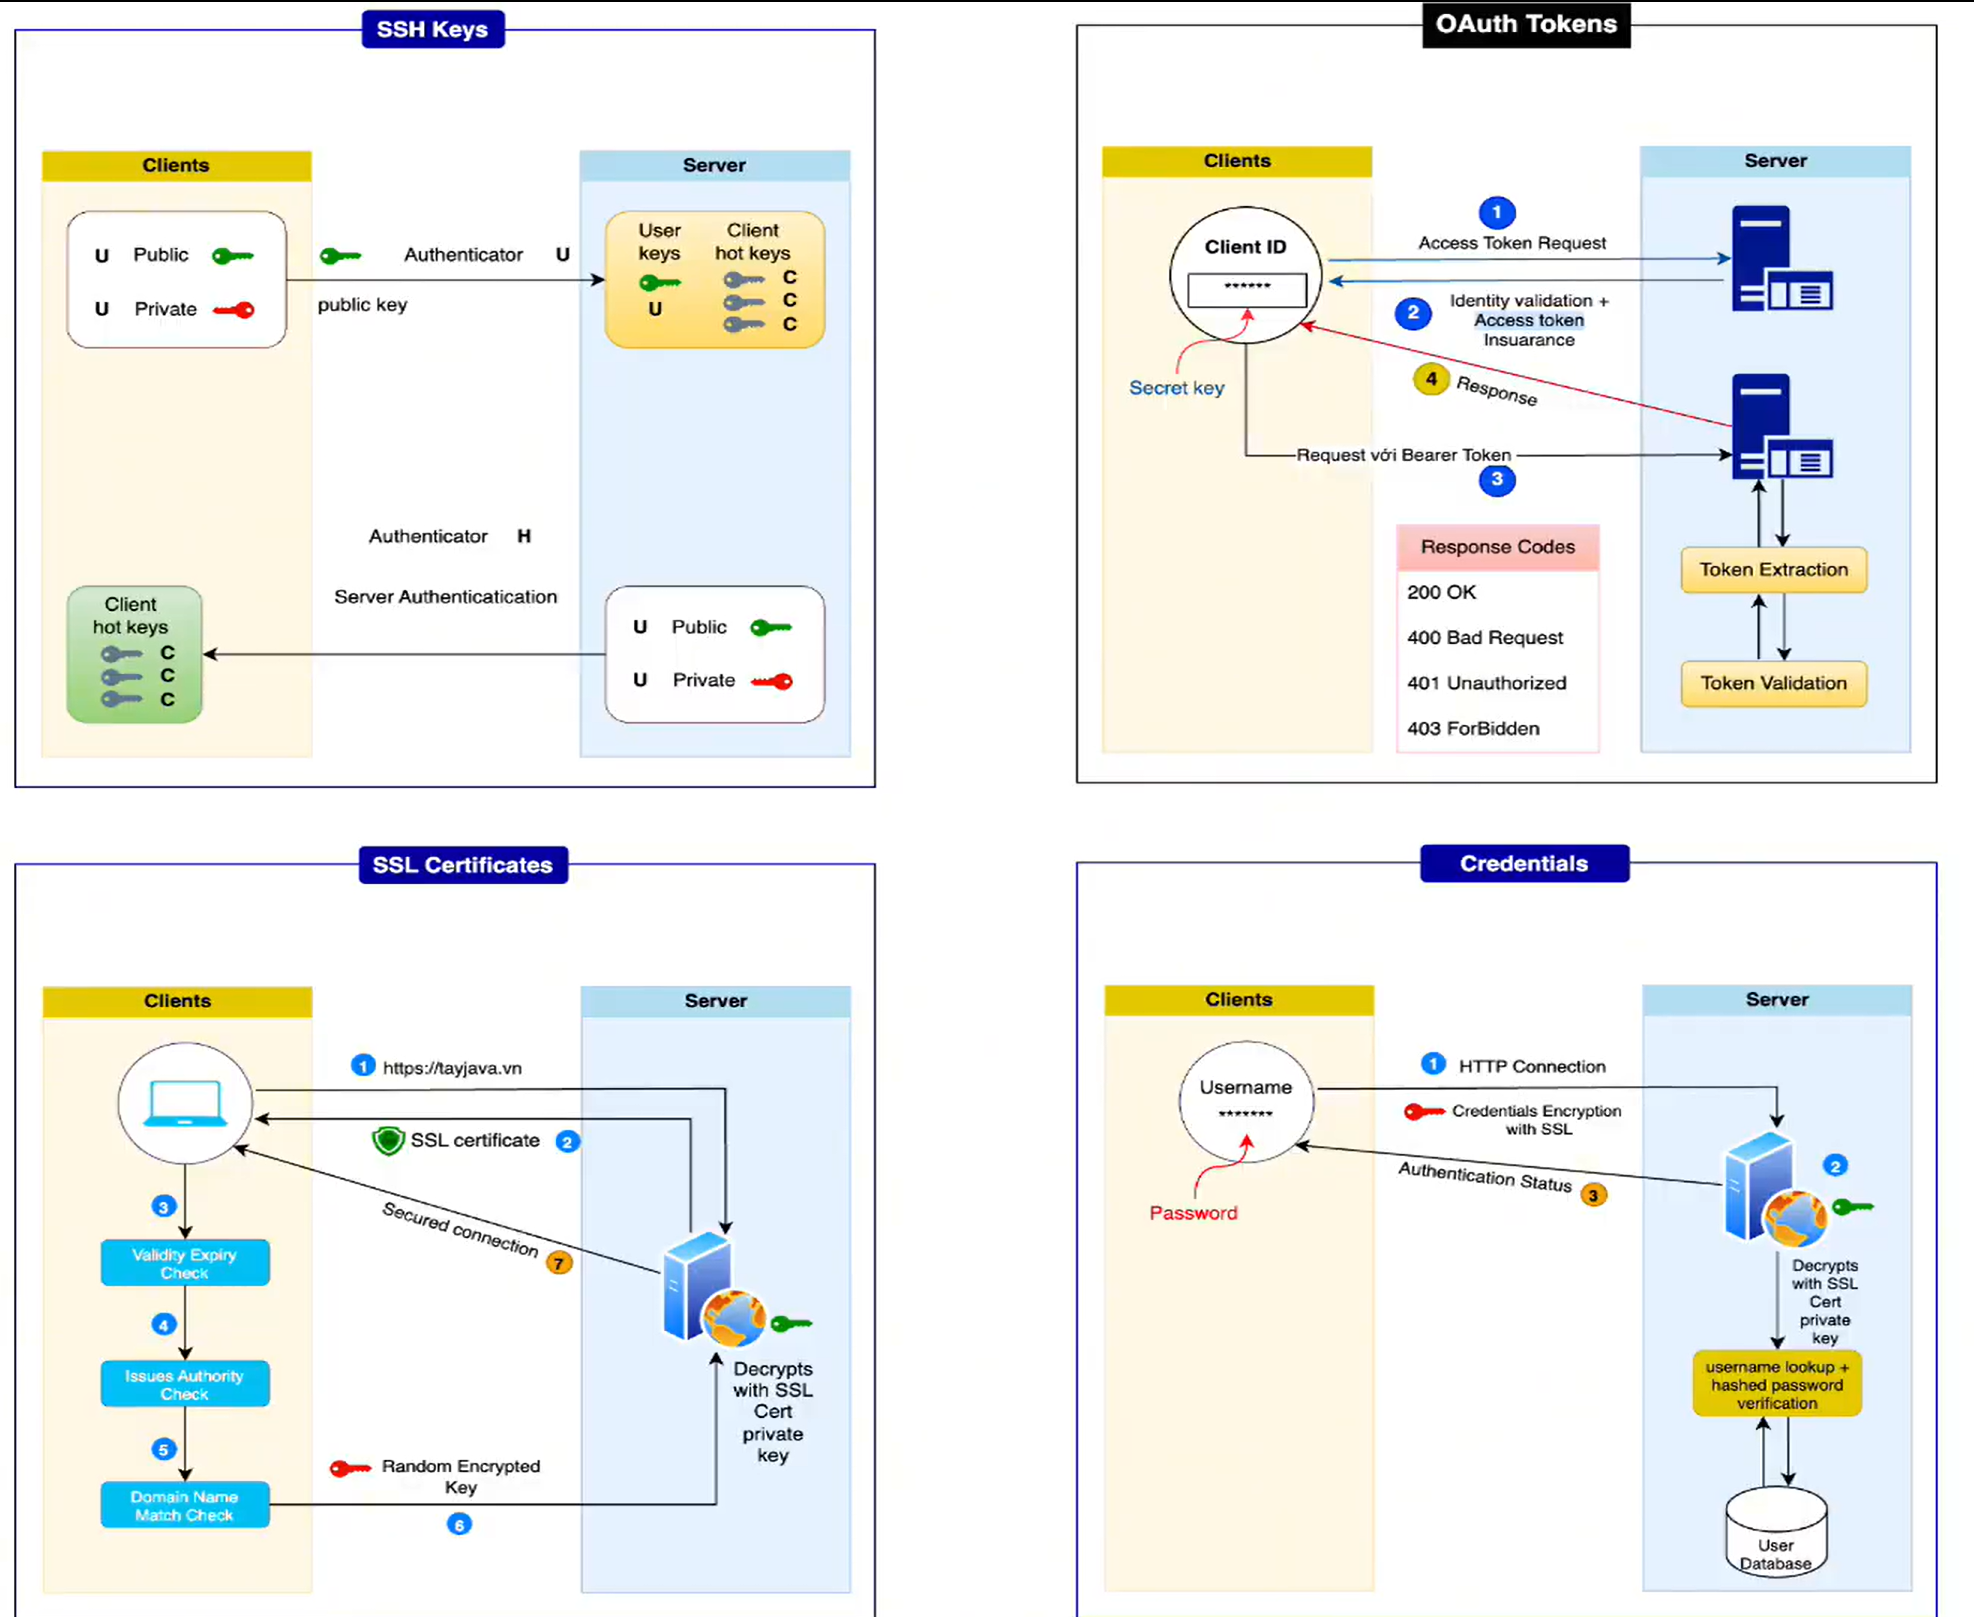 SSH Keys
Clients
Server
U Public
U Private
Authenticator U
public key
User
keys
U
Client
hot keys
C
C
C
Authenticator H
Server Authenticatication
Client
hot keys
C
C
C
U Public
U Private
OAuth Tokens
Clients
Server
Client ID
******
Secret key
1
Access Token Request
2
Identity validation +
Access token
Insuarance
4 Response
Request với Bearer Token
3
Response Codes
200 OK
400 Bad Request
401 Unauthorized
403 ForBidden
Token Extraction
Token Validation
SSL Certificates
Clients
Server
1 https://tayjava.vn
SSL certificate 2
Secured connection 7
3
Validity Expiry
Check
4
Issues Authority
Check
5
Domain Name
Match Check
Random Encrypted
Key
6
Decrypts
with SSL
Cert
private
key
Credentials
Clients
Server
Username
*******
Password
1 HTTP Connection
Credentials Encryption
with SSL
Authentication Status 3
2
Decrypts
with SSL
Cert
private
key
username lookup +
hashed password
verification
User
Database